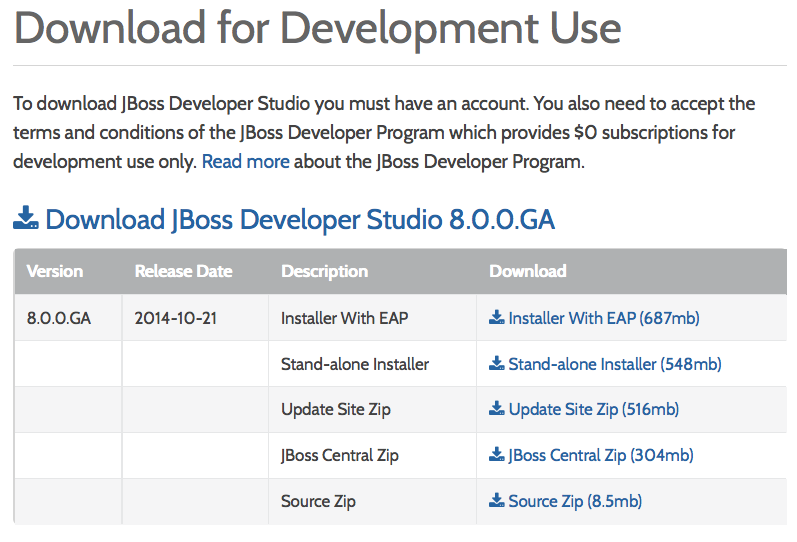 Download for Development Use
To download JBoss Developer Studio you must have an account. You also need to accept the
terms and conditions of the JBoss Developer Program which provides $0 subscriptions for
development use only. Read more about the JBoss Developer Program.
Download JBoss Developer Studio 8.0.0.GA
Version Release Date Description Download
8.0.0.GA 2014-10-21 Installer With EAP Installer With EAP (687mb)
Stand-alone Installer Stand-alone Installer (548mb)
Update Site Zip Update Site Zip (516mb)
JBoss Central Zip JBoss Central Zip (304mb)
Source Zip Source Zip (8.5mb)